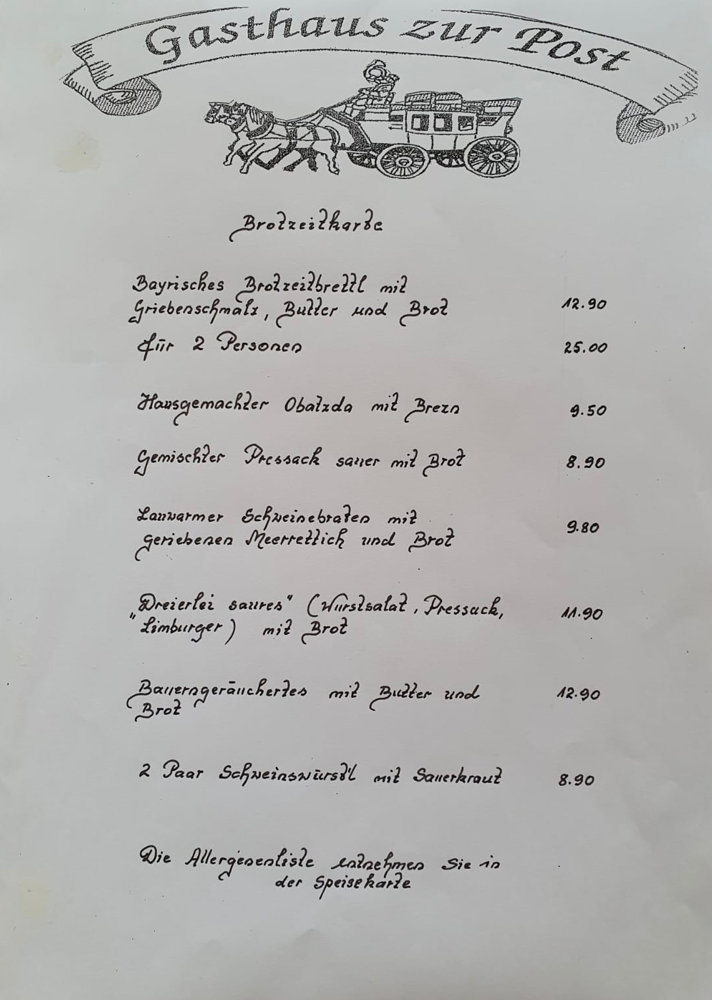 Gasthaus zur Post
Brotzeitkarte
Bayrisches Brotzeitbrettl mit
Griebenschmalz, Butter und Brot 12.90
für 2 Personen 25.00
Hausgemachter Obatzda mit Brezn 9.50
Gemischter Pressack sauer mit Brot 8.90
Lauwarmer Schweinebraten mit
geriebenen Meerrettich und Brot 9.80
"Dreierlei saures" (Wurstsalat, Pressack,
"Limburger) mit Brot 11.90
Bauerngeräuchertes mit Butter und
Brot 12.90
2 Paar Schweinswürstl mit Sauerkraut 8.90
Die Allergenenliste entnehmen Sie in
der Speisekarte